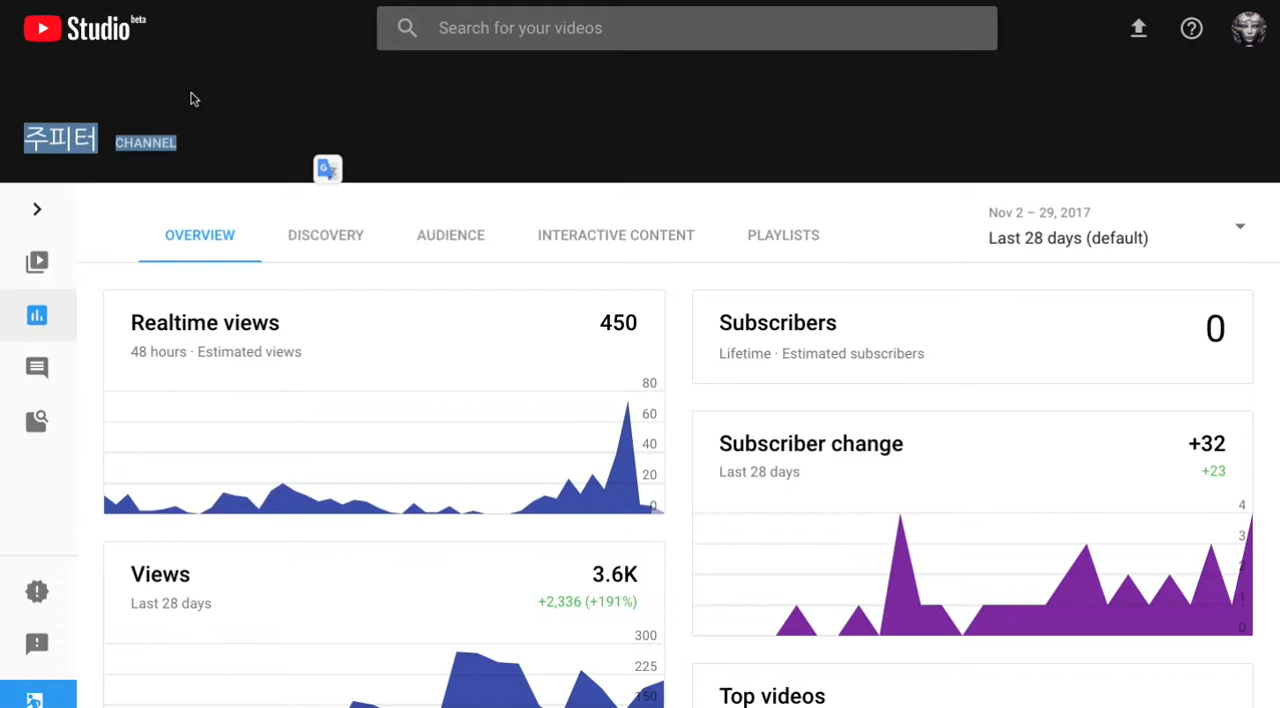 Studio beta
Search for your videos
주피터 CHANNEL
OVERVIEW DISCOVERY AUDIENCE INTERACTIVE CONTENT PLAYLISTS
Nov 2 – 29, 2017
Last 28 days (default)
Realtime views 450
48 hours · Estimated views
80
60
40
20
0
Views 3.6K
Last 28 days +2,336 (+191%)
300
225
150
Subscribers 0
Lifetime · Estimated subscribers
Subscriber change +32
Last 28 days +23
4
3
2
1
0
Top videos